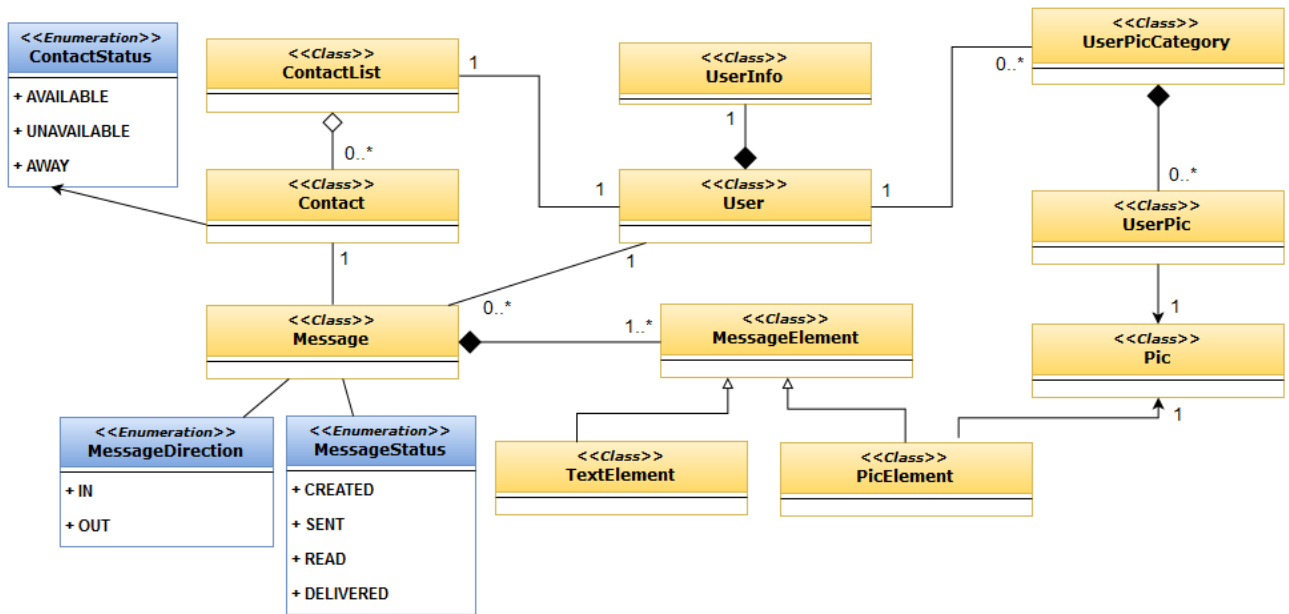 <<Enumeration>>
ContactStatus
+ AVAILABLE
+ UNAVAILABLE
+ AWAY
<<Class>>
ContactList
1
<<Class>>
UserInfo
1
<<Class>>
UserPicCategory
0..*
0..*
<<Class>>
Contact
1
1
<<Class>>
User
1
1
0..*
<<Class>>
UserPic
1
0..*
<<Class>>
Message
1..*
<<Class>>
MessageElement
<<Class>>
Pic
1
<<Enumeration>>
MessageDirection
+ IN
+ OUT
<<Enumeration>>
MessageStatus
+ CREATED
+ SENT
+ READ
+ DELIVERED
<<Class>>
TextElement
<<Class>>
PicElement